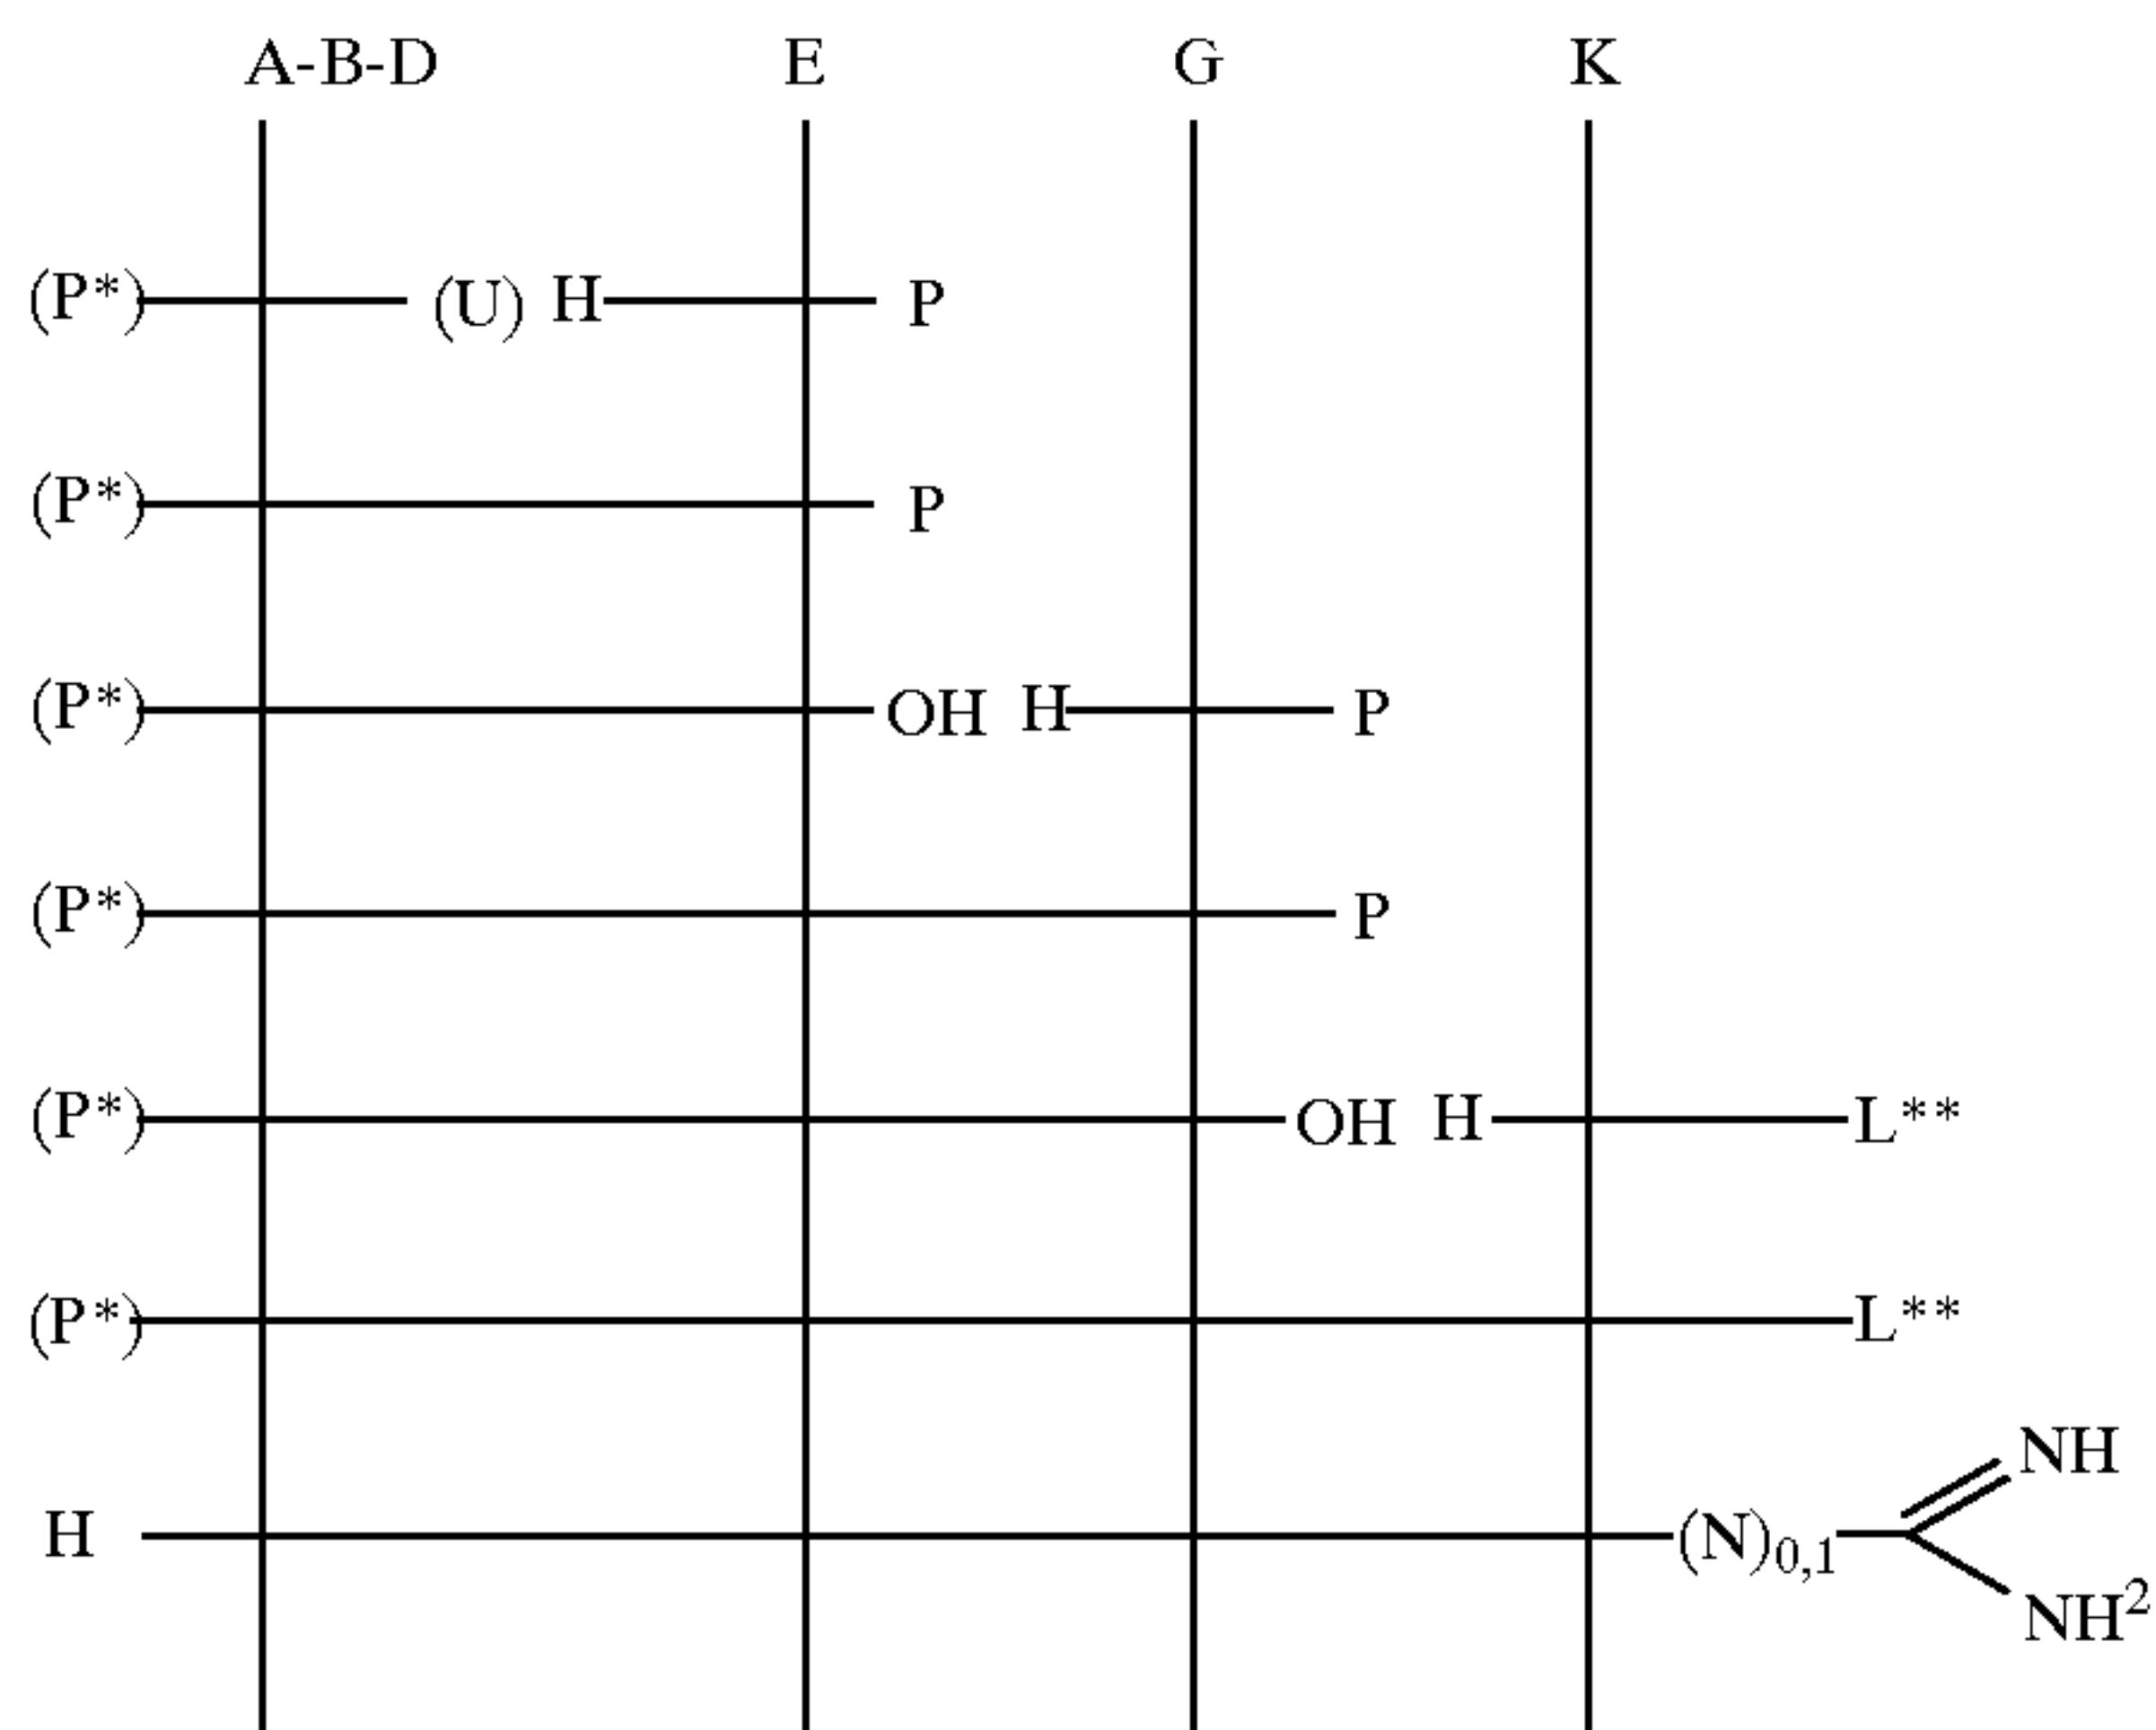 A-B-D E G K
(P*) (U) H P
(P*) P
(P*) OH H P
(P*) P
(P*) OH H L**
(P*) L**
NH
H (N)0,1
NH2